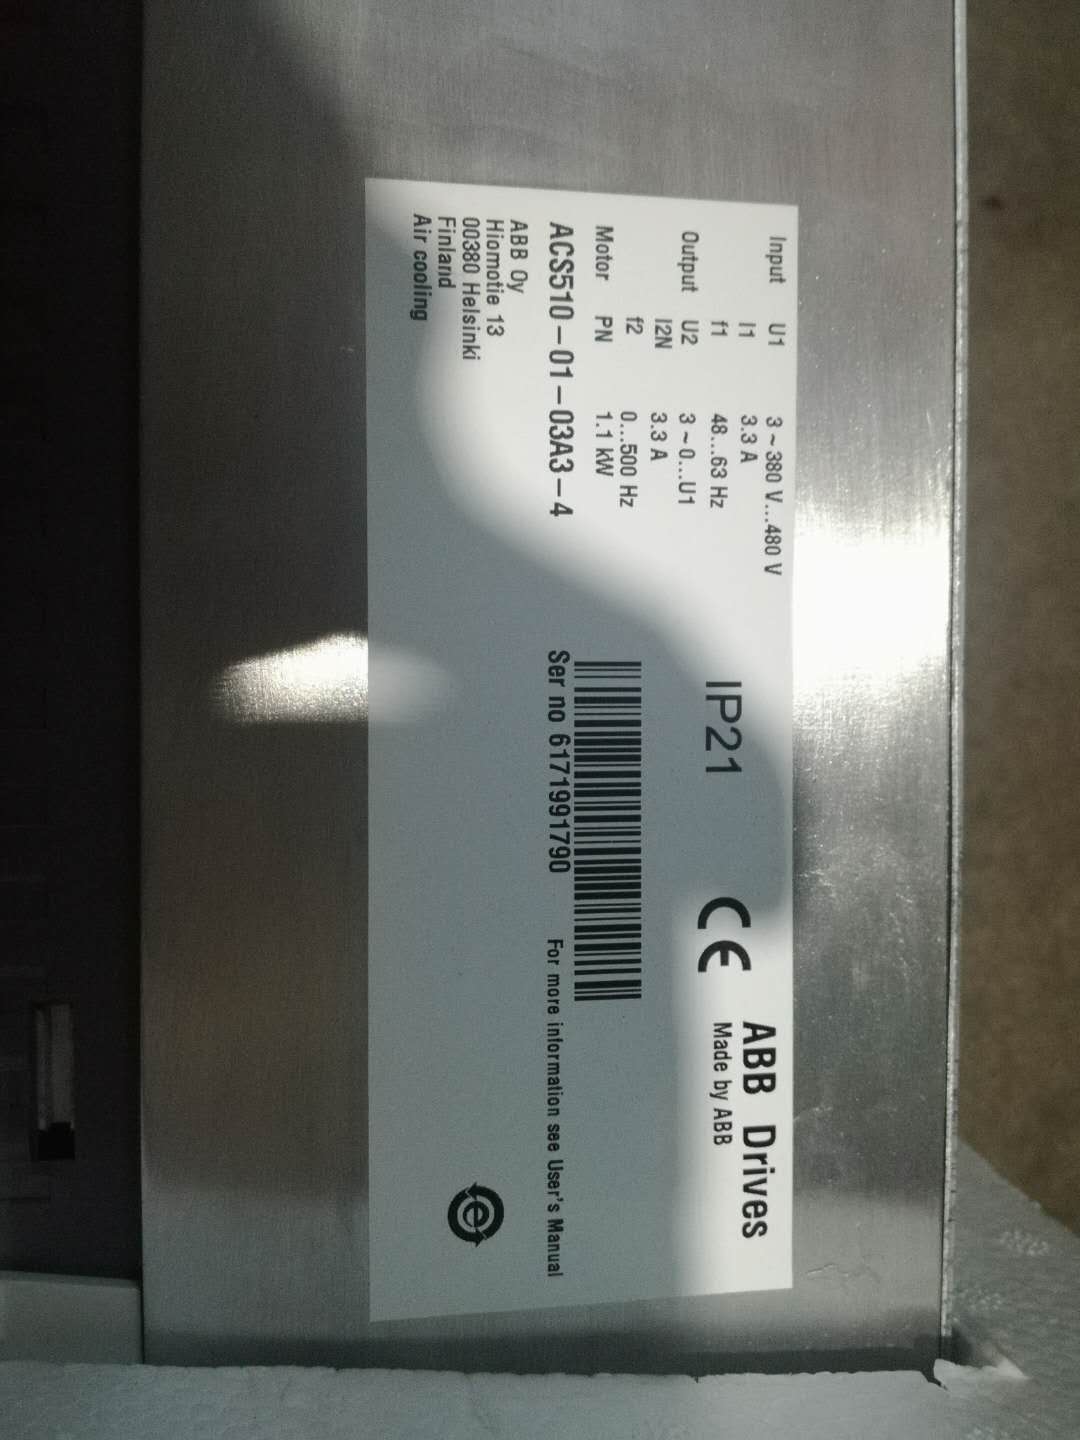 Input U1 3~380 V...480 V
I1 3.3 A
f1 48...63 Hz
Output U2 3~0...U1
I2N 3.3 A
f2 0...500 Hz
Motor PN 1.1 kW
ACS510-01-03A3-4
ABB Oy
Hiomotie 13
00380 Helsinki
Finland
Air cooling
IP21
Ser no 6171991790
CE
ABB Drives
Made by ABB
For more information see User's Manual
e